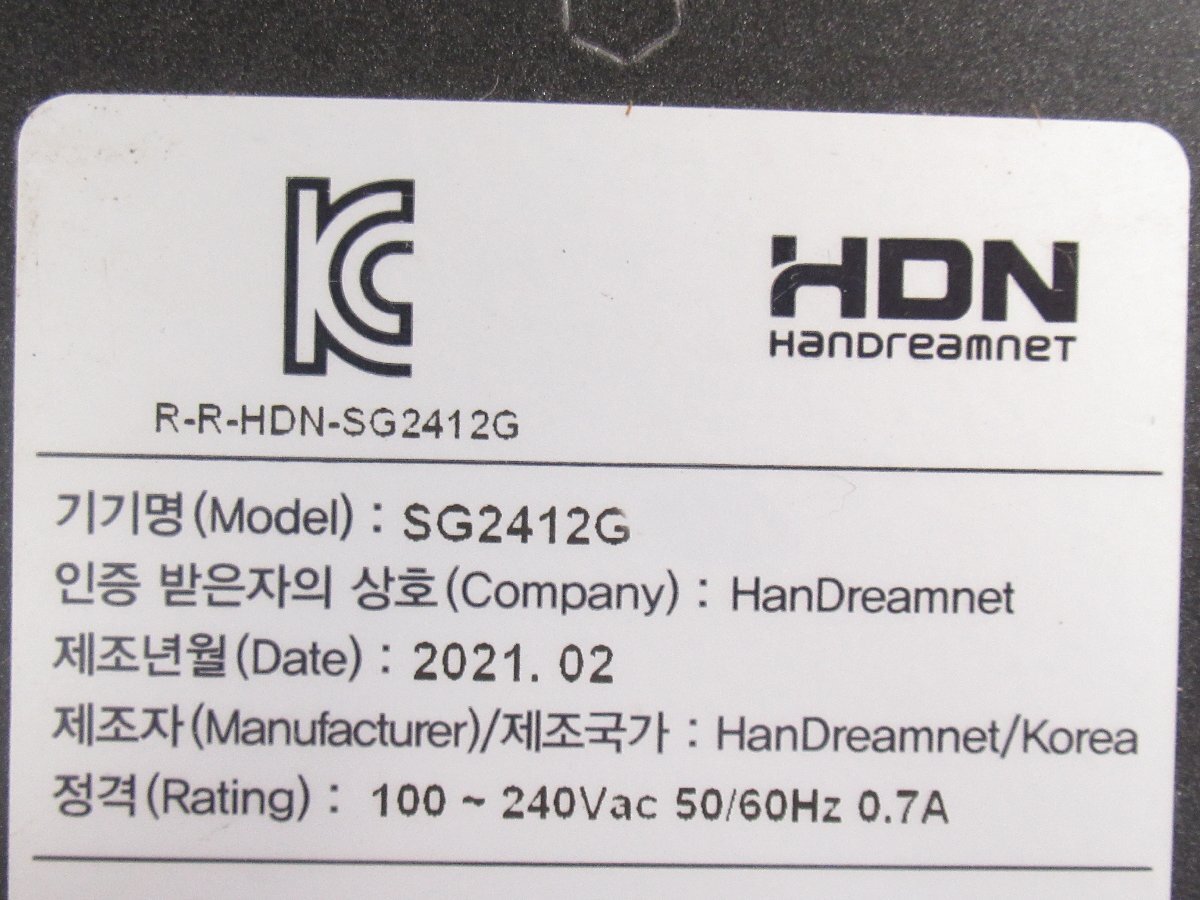 KC
HDN
HanDreamnet
R-R-HDN-SG2412G
기기명(Model) : SG2412G
인증 받은자의 상호(Company) : HanDreamnet
제조년월(Date) : 2021. 02
제조자(Manufacturer)/제조국가 : HanDreamnet/Korea
정격(Rating) : 100 ~ 240Vac 50/60Hz 0.7A